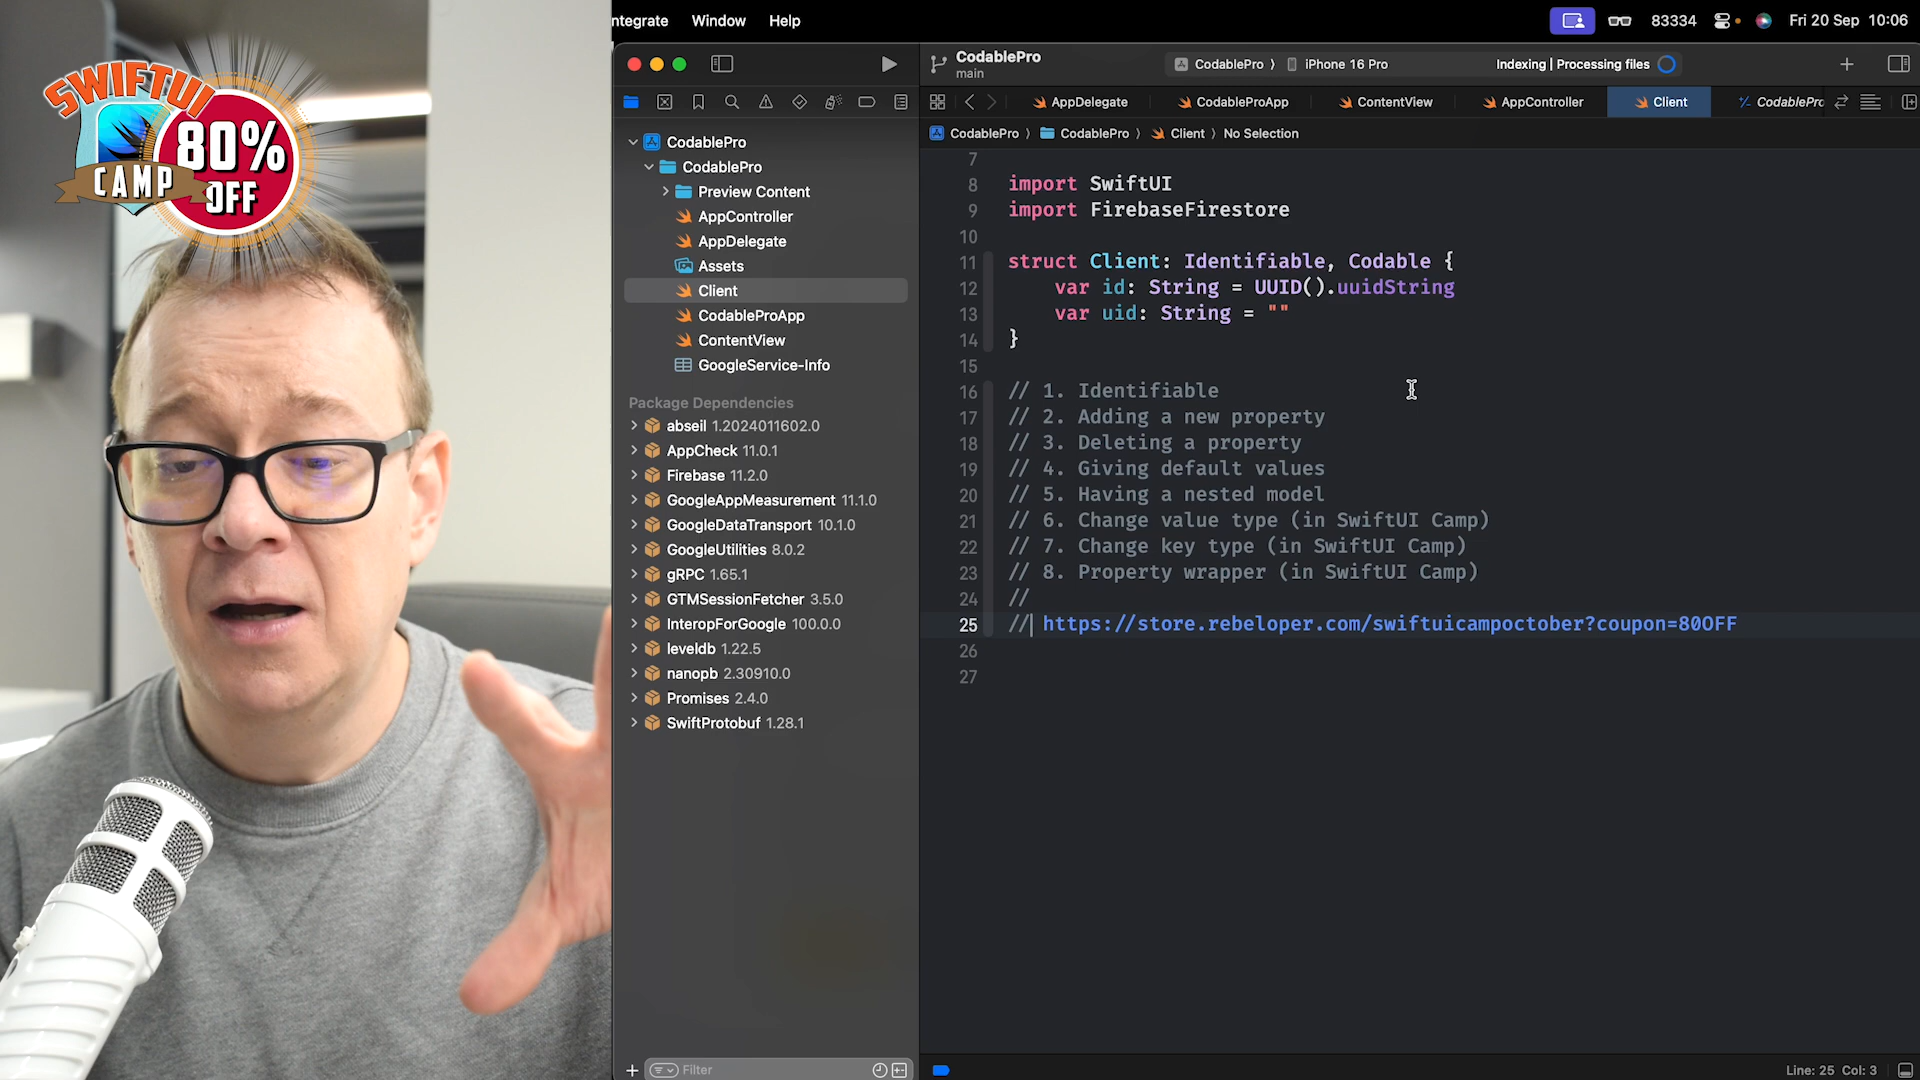 SWIFTUI
CAMP
80%
OFF
ntegrate Window Help
83334 Fri 20 Sep 10:06
CodablePro
main
CodablePro iPhone 16 Pro Indexing | Processing files
AppDelegate CodableProApp ContentView AppController Client CodablePro
CodablePro CodablePro Client No Selection
CodablePro
CodablePro
Preview Content
AppController
AppDelegate
Assets
Client
CodableProApp
ContentView
GoogleService-Info
Package Dependencies
abseil 1.2024011602.0
AppCheck 11.0.1
Firebase 11.2.0
GoogleAppMeasurement 11.1.0
GoogleDataTransport 10.1.0
GoogleUtilities 8.0.2
gRPC 1.65.1
GTMSessionFetcher 3.5.0
InteropForGoogle 100.0.0
leveldb 1.22.5
nanopb 2.30910.0
Promises 2.4.0
SwiftProtobuf 1.28.1
Filter
7
8 import SwiftUI
9 import FirebaseFirestore
10
11 struct Client: Identifiable, Codable {
12 var id: String = UUID().uuidString
13 var uid: String = ""
14 }
15
16 // 1. Identifiable
17 // 2. Adding a new property
18 // 3. Deleting a property
19 // 4. Giving default values
20 // 5. Having a nested model
21 // 6. Change value type (in SwiftUI Camp)
22 // 7. Change key type (in SwiftUI Camp)
23 // 8. Property wrapper (in SwiftUI Camp)
24 //
25 // https://store.rebeloper.com/swiftuicampoctober?coupon=80OFF
26
27
Line: 25 Col: 3